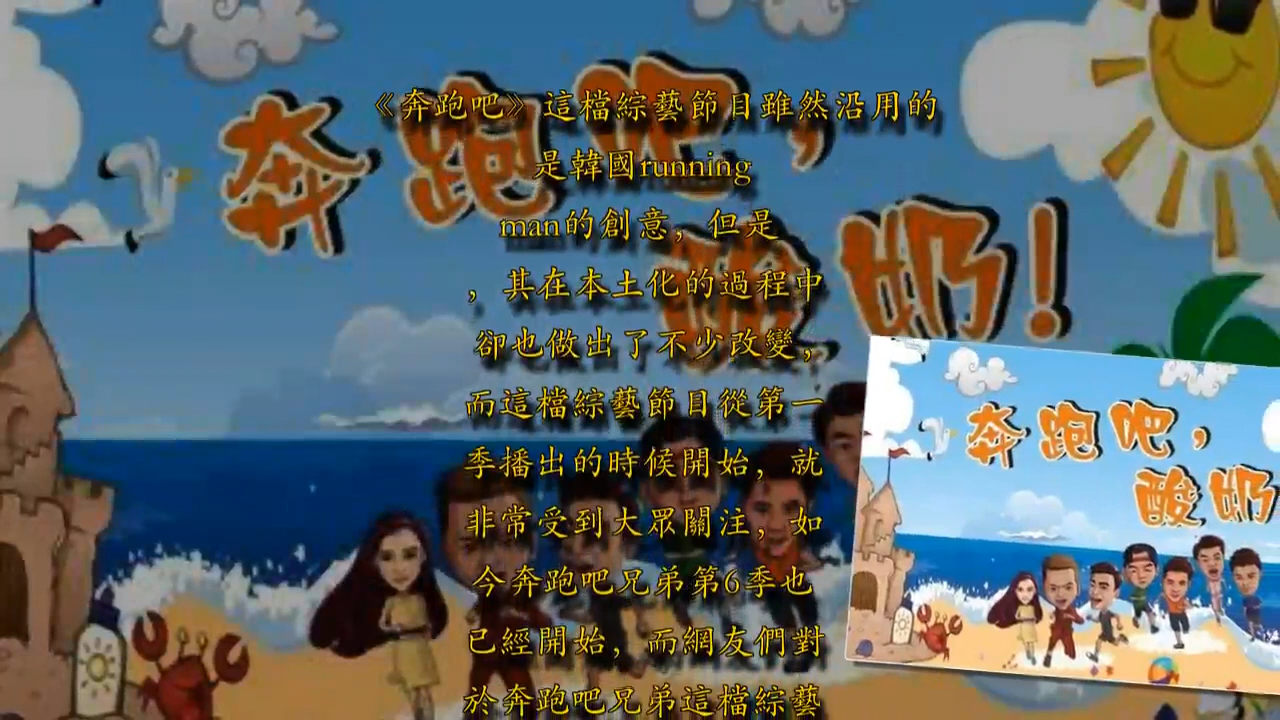 《奔跑吧》這檔綜藝節目雖然沿用的
是韓國running
man的創意，但是
，其在本土化的過程中
卻也做出了不少改變，
而這檔綜藝節目從第一
季播出的時候開始，就
非常受到大眾關注，如
今奔跑吧兄弟第6季也
已經開始，而網友們對
於奔跑吧兄弟這檔綜藝
奔跑吧，
酸奶！
奔跑吧，
酸奶